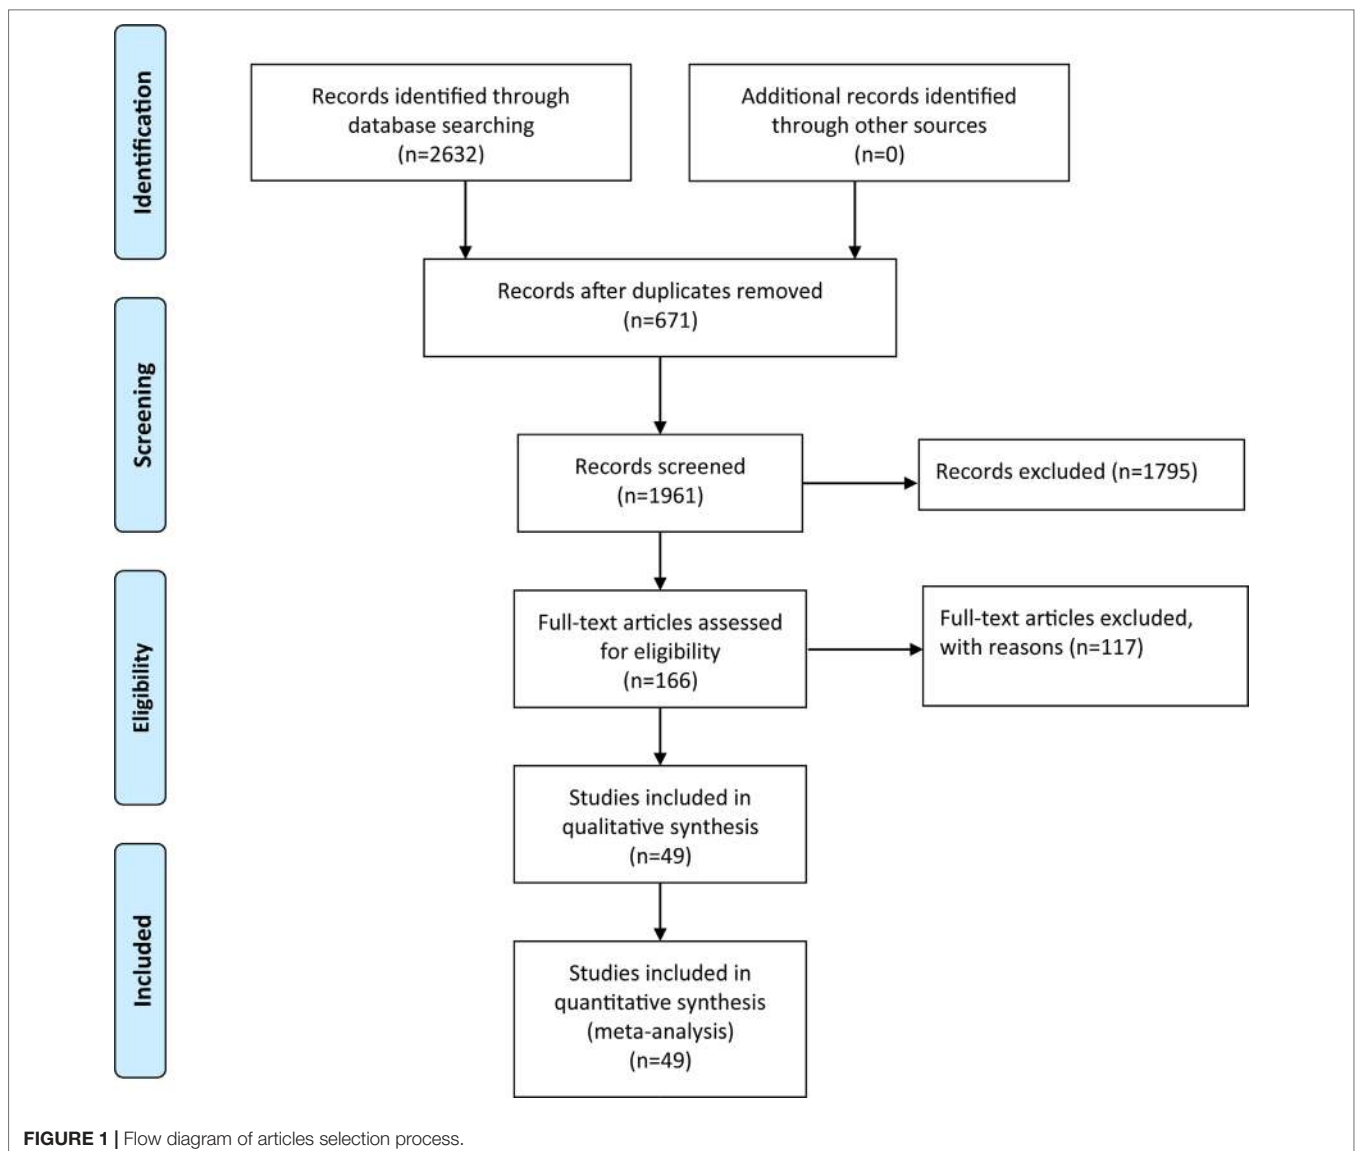 Identification
Records identified through
database searching
(n=2632)
Additional records identified
through other sources
(n=0)
Records after duplicates removed
(n=671)
Screening
Records screened
(n=1961)
Records excluded (n=1795)
Eligibility
Full-text articles assessed
for eligibility
(n=166)
Full-text articles excluded,
with reasons (n=117)
Studies included in
qualitative synthesis
(n=49)
Included
Studies included in
quantitative synthesis
(meta-analysis)
(n=49)
FIGURE 1 | Flow diagram of articles selection process.